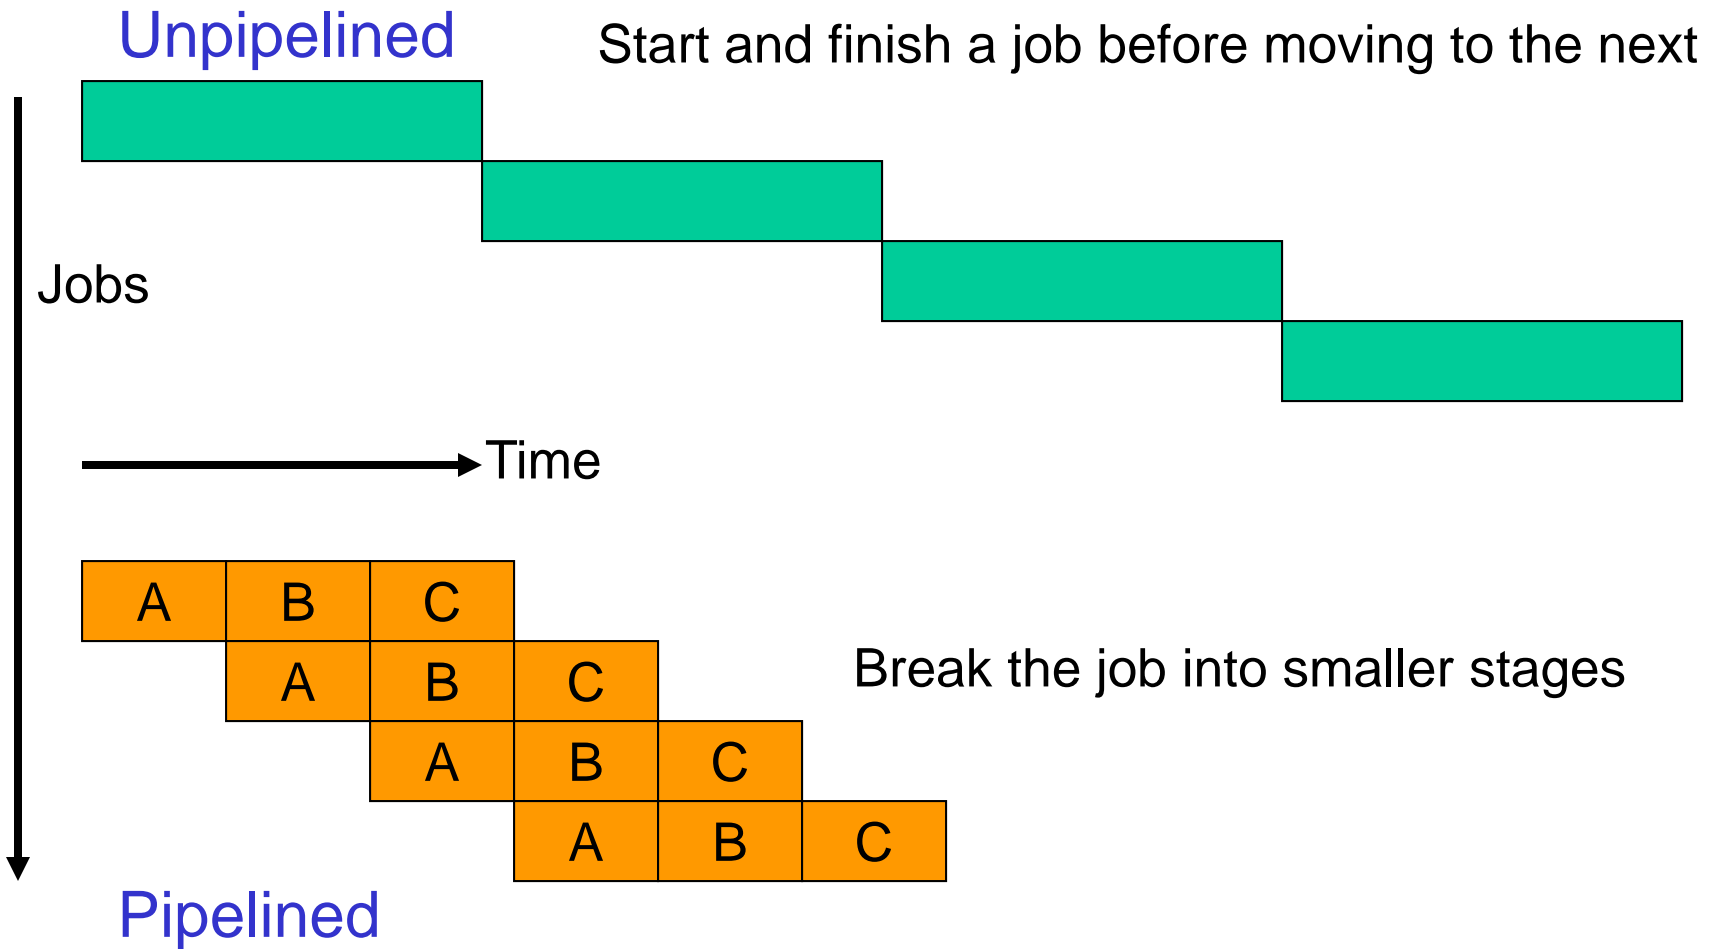 Unpipelined
Start and finish a job before moving to the next
Jobs
Time
A B C
A B C
Break the job into smaller stages
A B C
A B C
Pipelined